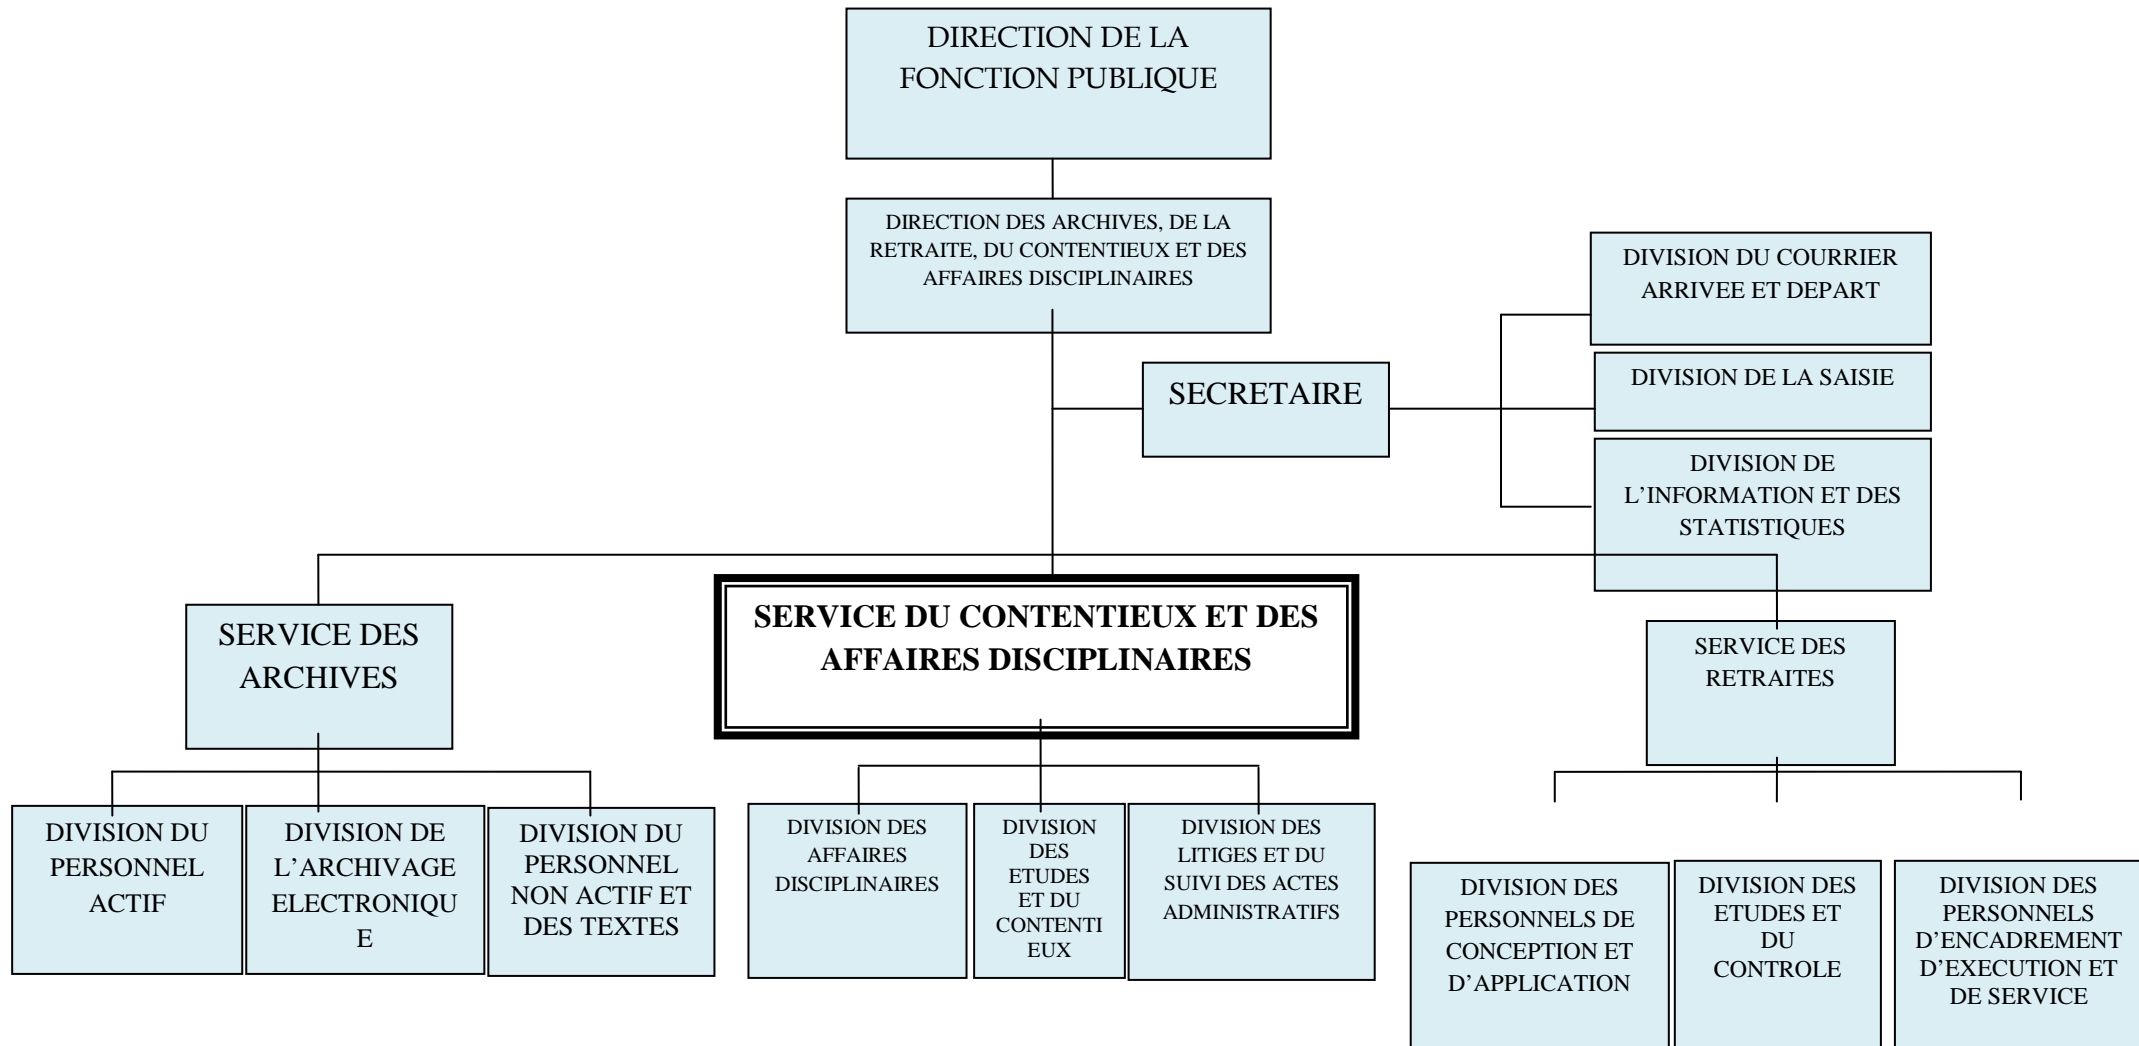 DIRECTION DE LA
FONCTION PUBLIQUE
DIRECTION DES ARCHIVES, DE LA
RETRAITE, DU CONTENTIEUX ET DES
AFFAIRES DISCIPLINAIRES
DIVISION DU COURRIER
ARRIVEE ET DEPART
SECRETAIRE
DIVISION DE LA SAISIE
DIVISION DE
L’INFORMATION ET DES
STATISTIQUES
SERVICE DES
ARCHIVES
SERVICE DU CONTENTIEUX ET DES
AFFAIRES DISCIPLINAIRES
SERVICE DES
RETRAITES
DIVISION DU
PERSONNEL
ACTIF
DIVISION DE
L’ARCHIVAGE
ELECTRONIQU
E
DIVISION DU
PERSONNEL
NON ACTIF ET
DES TEXTES
DIVISION DES
AFFAIRES
DISCIPLINAIRES
DIVISION
DES
ETUDES
ET DU
CONTENTI
EUX
DIVISION DES
LITIGES ET DU
SUIVI DES ACTES
ADMINISTRATIFS
DIVISION DES
PERSONNELS DE
CONCEPTION ET
D’APPLICATION
DIVISION DES
ETUDES ET
DU
CONTROLE
DIVISION DES
PERSONNELS
D’ENCADREMENT
D’EXECUTION ET
DE SERVICE